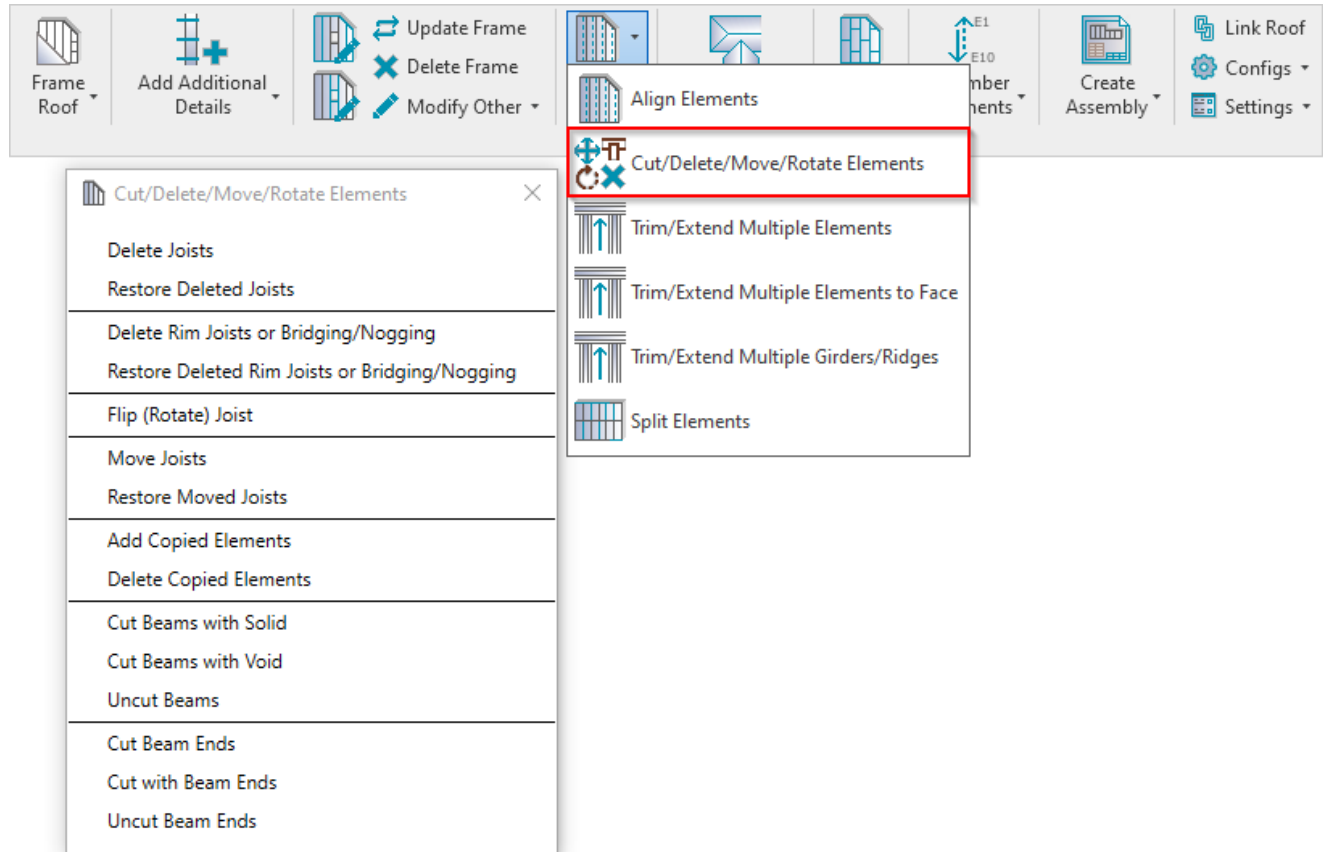 Frame
Roof
Add Additional
Details
Update Frame
Delete Frame
Modify Other
E1
E10
mber
ents
Create
Assembly
Link Roof
Configs
Settings
Align Elements
Cut/Delete/Move/Rotate Elements
Trim/Extend Multiple Elements
Trim/Extend Multiple Elements to Face
Trim/Extend Multiple Girders/Ridges
Split Elements
Cut/Delete/Move/Rotate Elements
Delete Joists
Restore Deleted Joists
Delete Rim Joists or Bridging/Nogging
Restore Deleted Rim Joists or Bridging/Nogging
Flip (Rotate) Joist
Move Joists
Restore Moved Joists
Add Copied Elements
Delete Copied Elements
Cut Beams with Solid
Cut Beams with Void
Uncut Beams
Cut Beam Ends
Cut with Beam Ends
Uncut Beam Ends